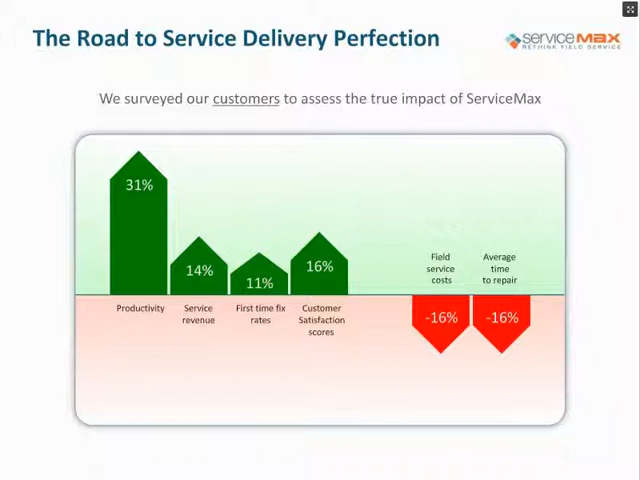 The Road to Service Delivery Perfection
serviceMAX
RETHINK FIELD SERVICE
We surveyed our customers to assess the true impact of ServiceMax
31%
14%
11%
16%
Productivity
Service
revenue
First time fix
rates
Customer
Satisfaction
scores
Field
service
costs
Average
time
to repair
-16%
-16%